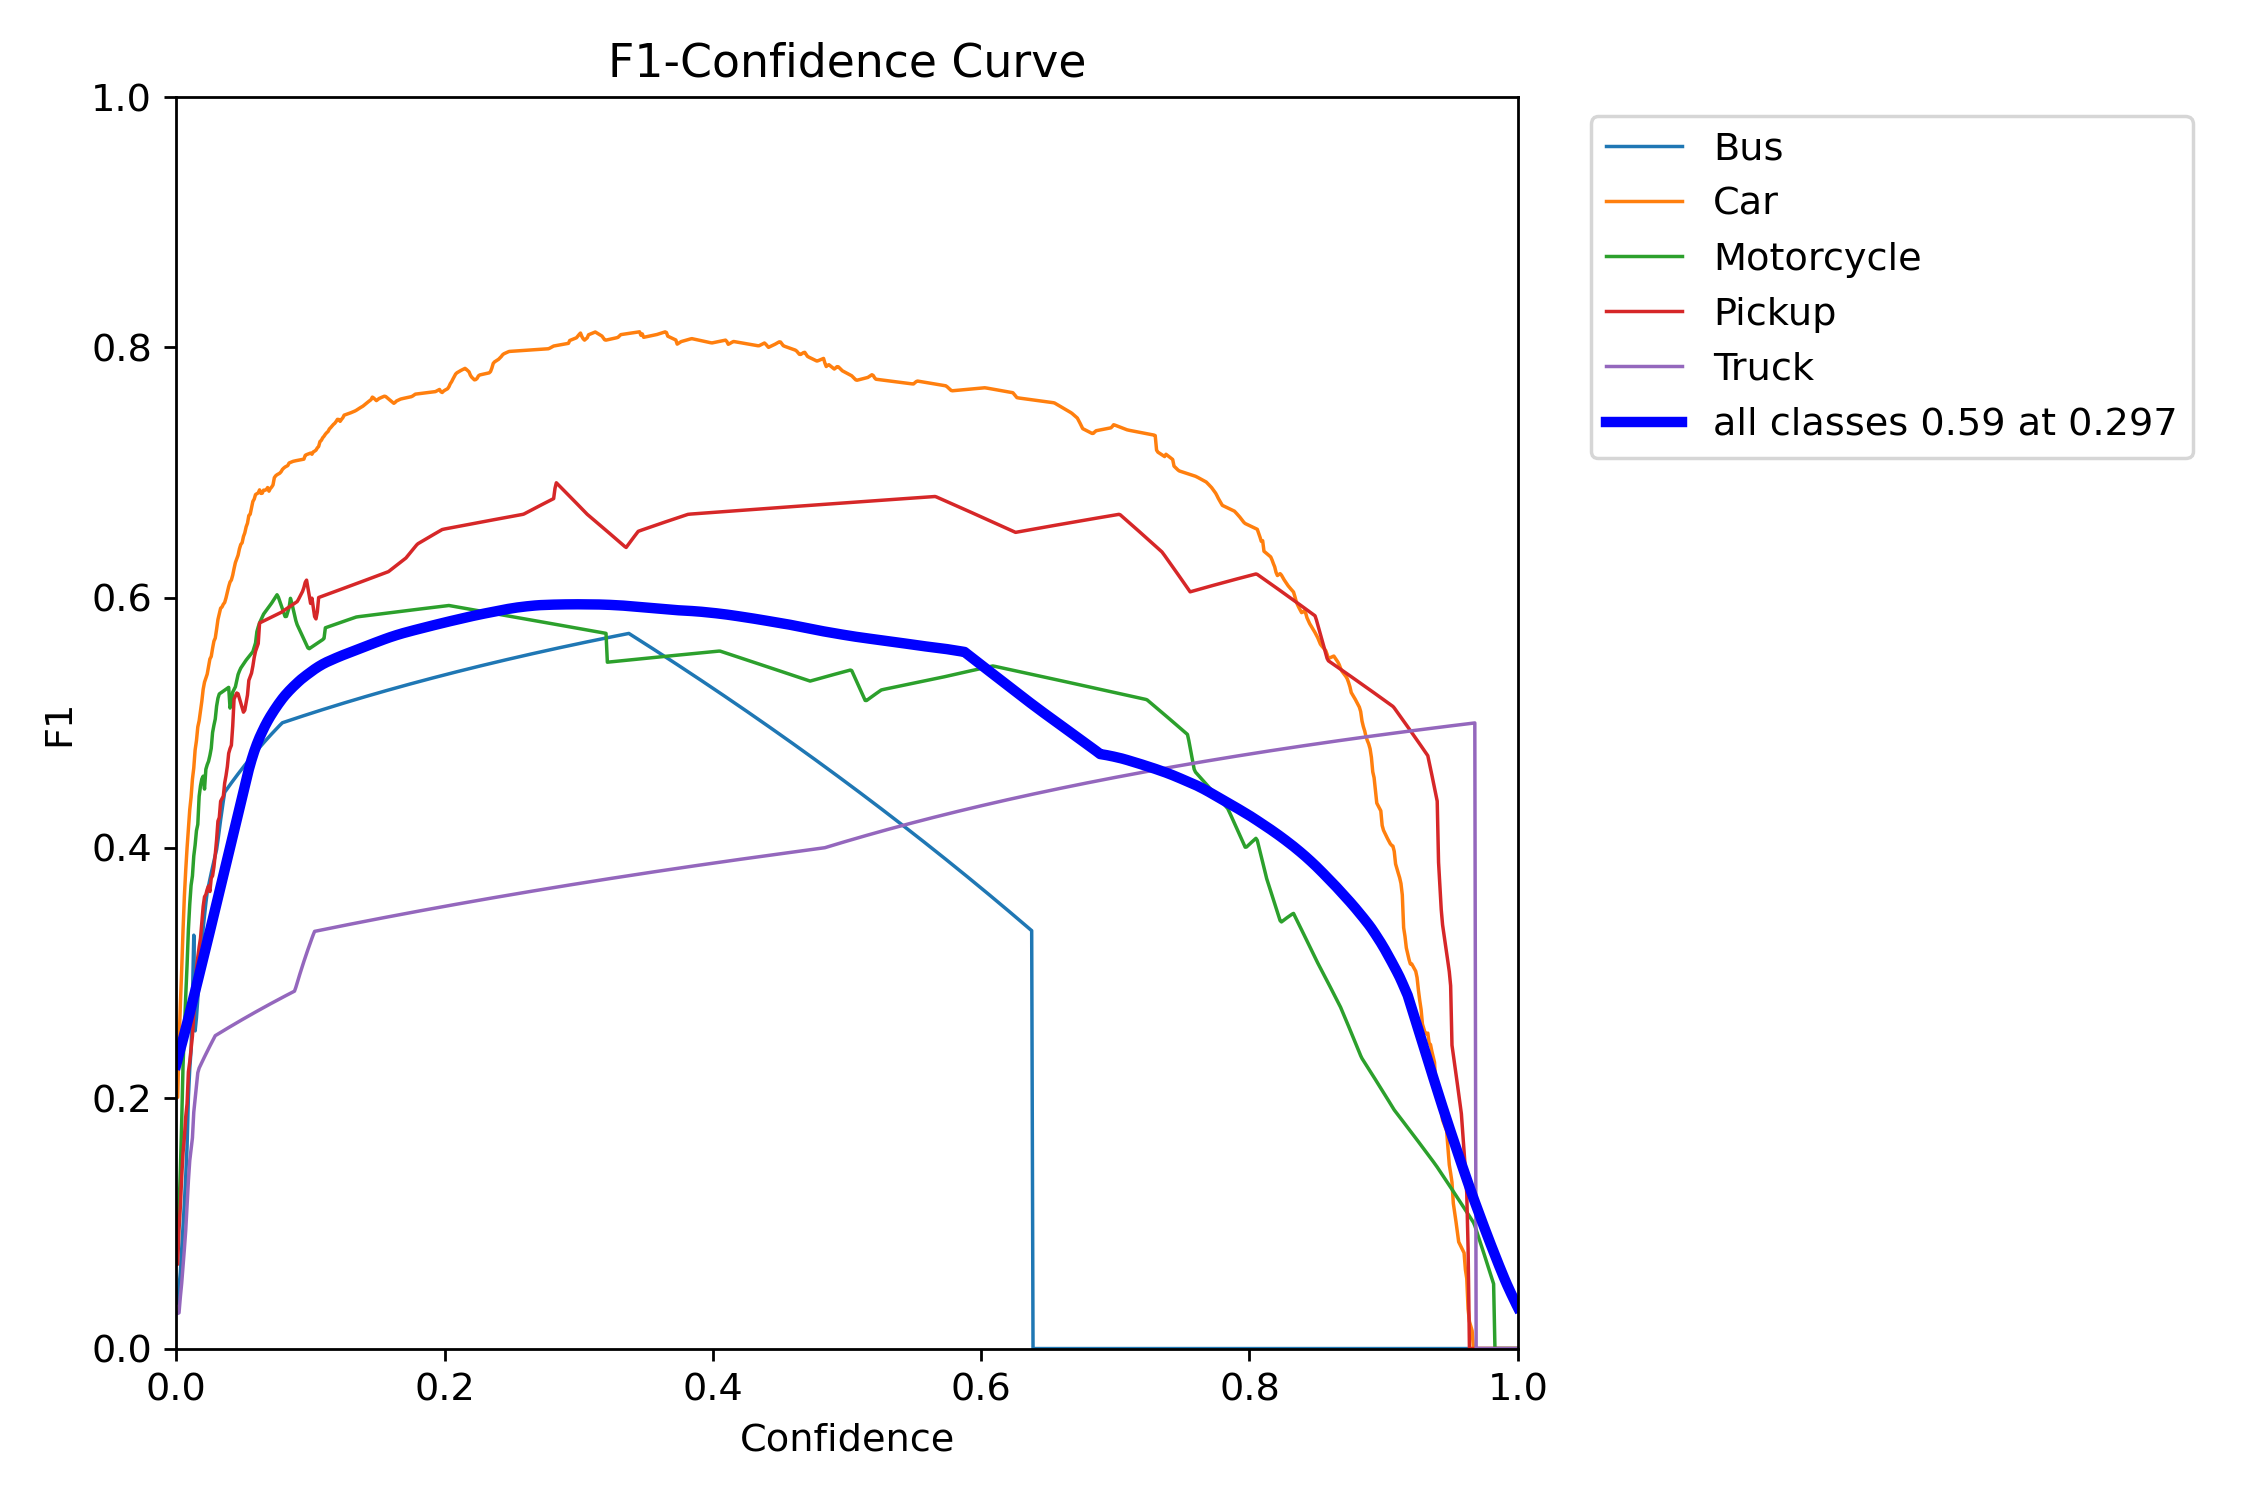 F1-Confidence Curve
1.0
0.8
0.6
0.4
0.2
0.0
F1
0.0 0.2 0.4 0.6 0.8 1.0
Confidence
Bus
Car
Motorcycle
Pickup
Truck
all classes 0.59 at 0.297